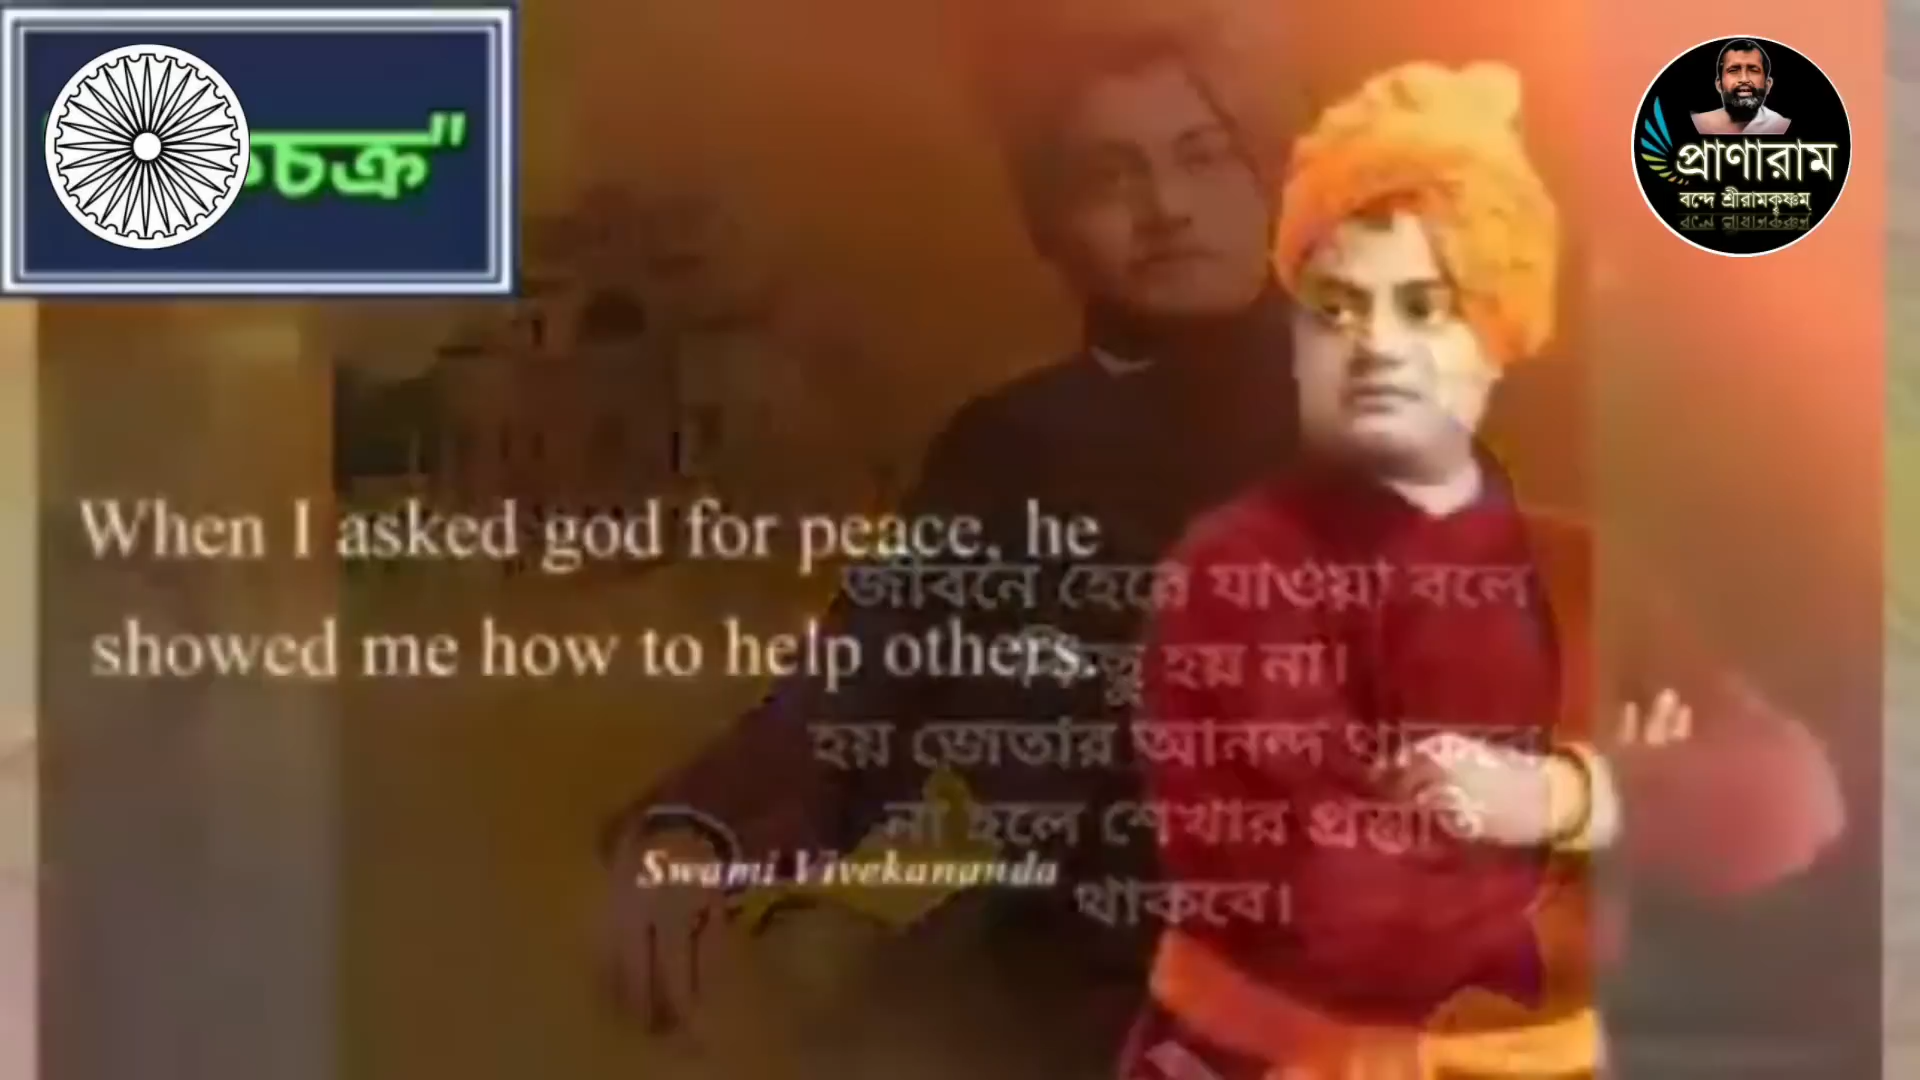 চক্র"
প্রাণারাম
বন্দে শ্রীরামকৃষ্ণম্
When I asked god for peace, he
showed me how to help others.
জীবনে হেরে যাওয়া বলে
হয় না।
হয় জেতার আনন্দ থাকবে
না হলে শেখার প্রস্তুতি
থাকবে।
Swami Vivekananda